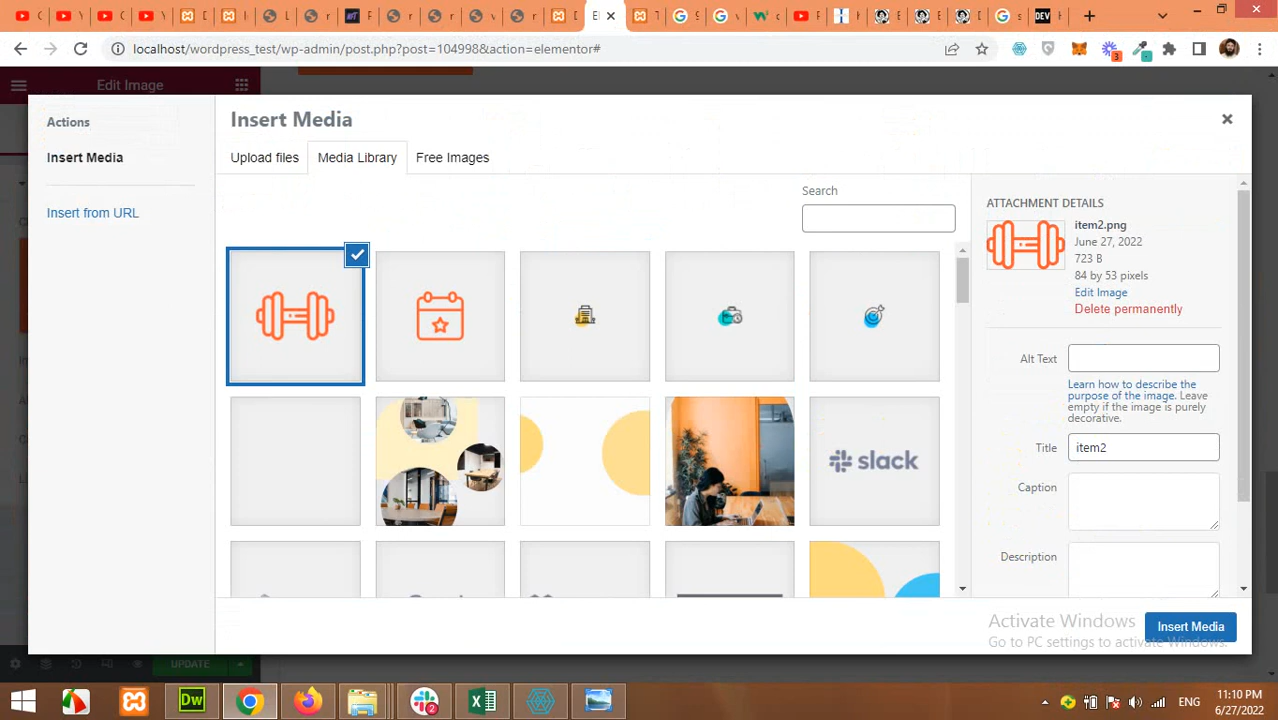 localhost/wordpress_test/wp-admin/post.php?post=104998&action=elementor#
3
Edit Image
Actions
Insert Media
Insert from URL
Insert Media
Upload files
Media Library
Free Images
Search
slack
ATTACHMENT DETAILS
item2.png
June 27, 2022
723 B
84 by 53 pixels
Edit Image
Delete permanently
Alt Text
Learn how to describe the
purpose of the image. Leave
empty if the image is purely
decorative.
Title
item2
Caption
Description
Activate Windows
Go to PC settings to activate Windows.
Insert Media
UPDATE
Dw
2
ENG
11:10 PM
6/27/2022